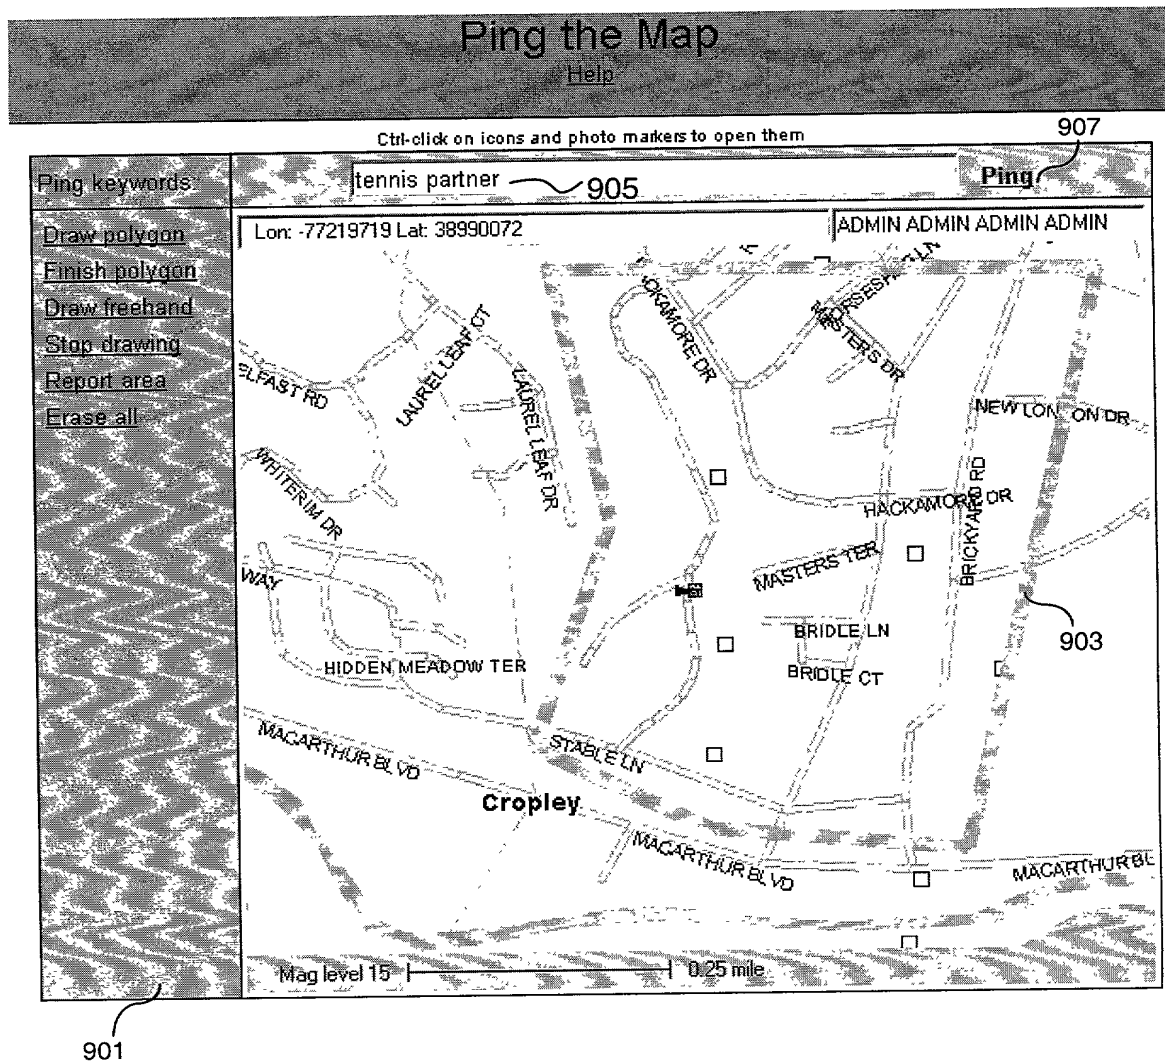 Ping the Map
Help
Ctrl-click on icons and photo markers to open them
907
Ping keywords:
tennis partner
905
Ping
Draw polygon
Finish polygon
Draw freehand
Stop drawing
Report area
Erase all
Lon: -77219719 Lat: 38990072
ADMIN ADMIN ADMIN ADMIN
MASTERS DR
LAUREL LEAF CT
ELFAST RD
LAUREL LEAF DR
NEW LON ON DR
WHITERIM DR
HACKAMORE DR
BRICKYARD RD
MASTERS TER
WAY
BRIDLE LN
903
HIDDEN MEADOW TER
BRIDLE CT
MACARTHUR BLVD
STABLE LN
Cropley
MACARTHUR BLVD
MACARTHUR BL
Mag level 15
0.25 mile
901